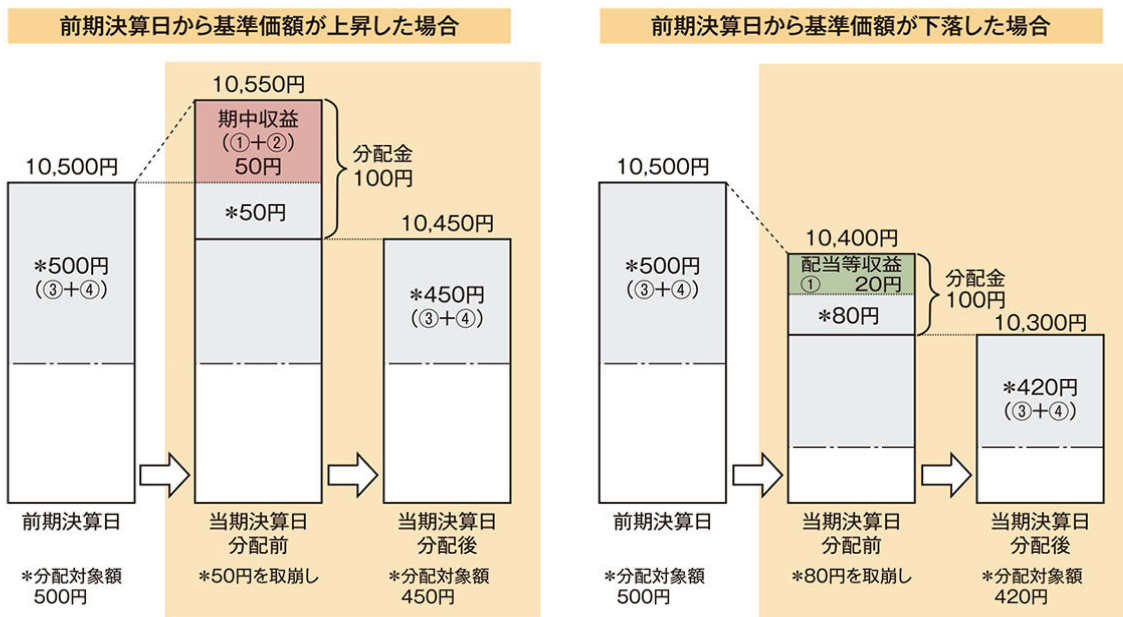 前期決算日から基準価額が上昇した場合
10,550円
期中収益
(①+②)
50円
分配金
100円
10,500円
*50円
10,450円
*500円
(③+④)
*450円
(③+④)
前期決算日
当期決算日
分配前
当期決算日
分配後
*分配対象額
500円
*50円を取崩し
*分配対象額
450円
前期決算日から基準価額が下落した場合
10,500円
10,400円
配当等収益
① 20円
分配金
100円
*500円
(③+④)
*80円
10,300円
*420円
(③+④)
前期決算日
当期決算日
分配前
当期決算日
分配後
*分配対象額
500円
*80円を取崩し
*分配対象額
420円